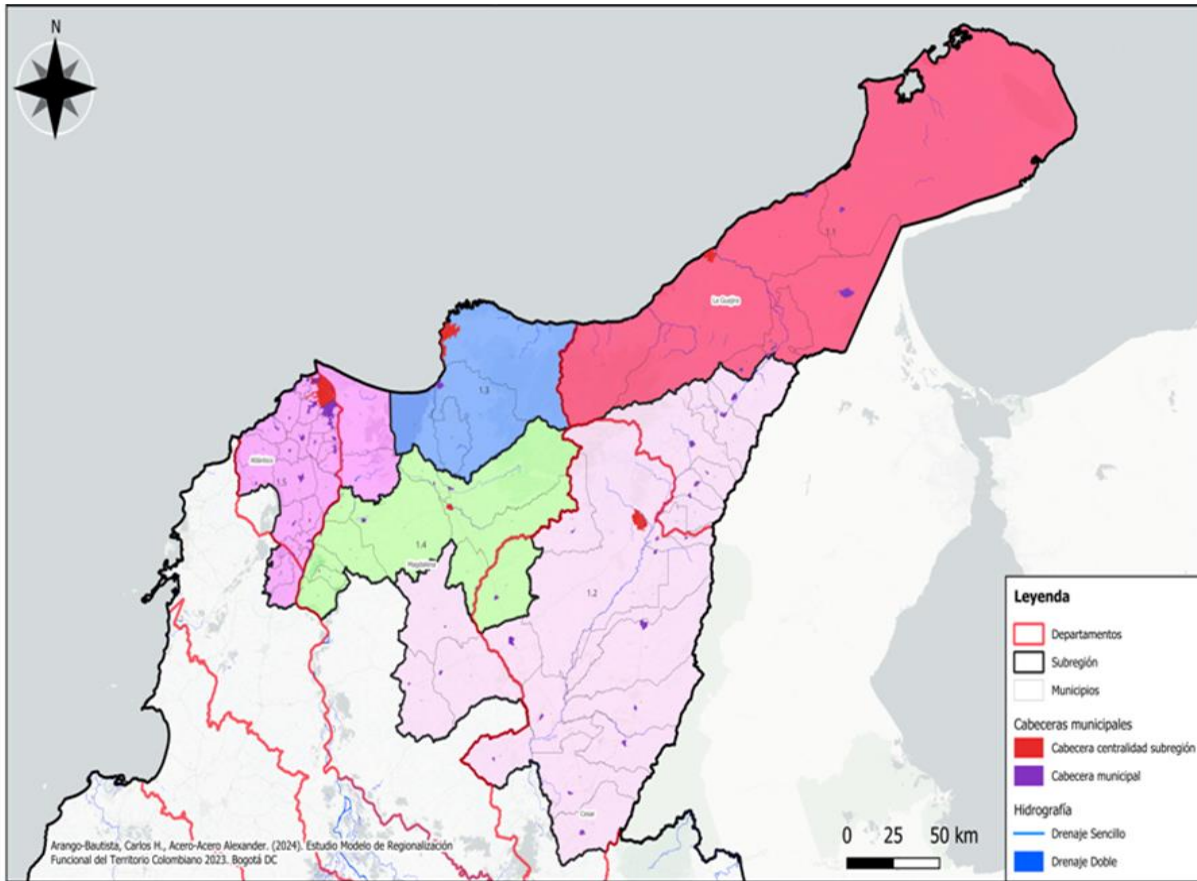 N
1.1
La Guajira
1.3
Atlántico
1.5
1.4
Magdalena
1.2
Cesar
Leyenda
Departamentos
Subregión
Municipios
Cabeceras municipales
Cabecera centralidad subregión
Cabecera municipal
Hidrografía
Drenaje Sencillo
Drenaje Doble
0 25 50 km
Arango-Bautista, Carlos H., Acero-Acero Alexander. (2024). Estudio Modelo de Regionalización
Funcional del Territorio Colombiano 2023. Bogotá DC